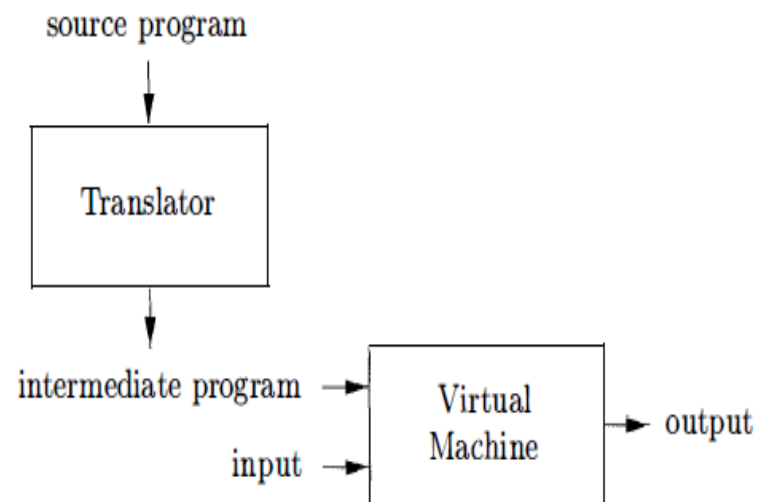 source program
Translator
intermediate program
Virtual
Machine
output
input